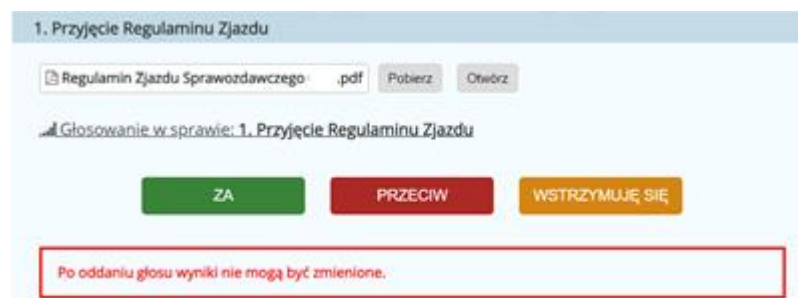 1. Przyjęcie Regulaminu Zjazdu
Regulamin Zjazdu Sprawozdawczego .pdf Pobierz Otwórz
Głosowanie w sprawie: 1. Przyjęcie Regulaminu Zjazdu
ZA PRZECIW WSTRZYMUJĘ SIĘ
Po oddaniu głosu wyniki nie mogą być zmienione.